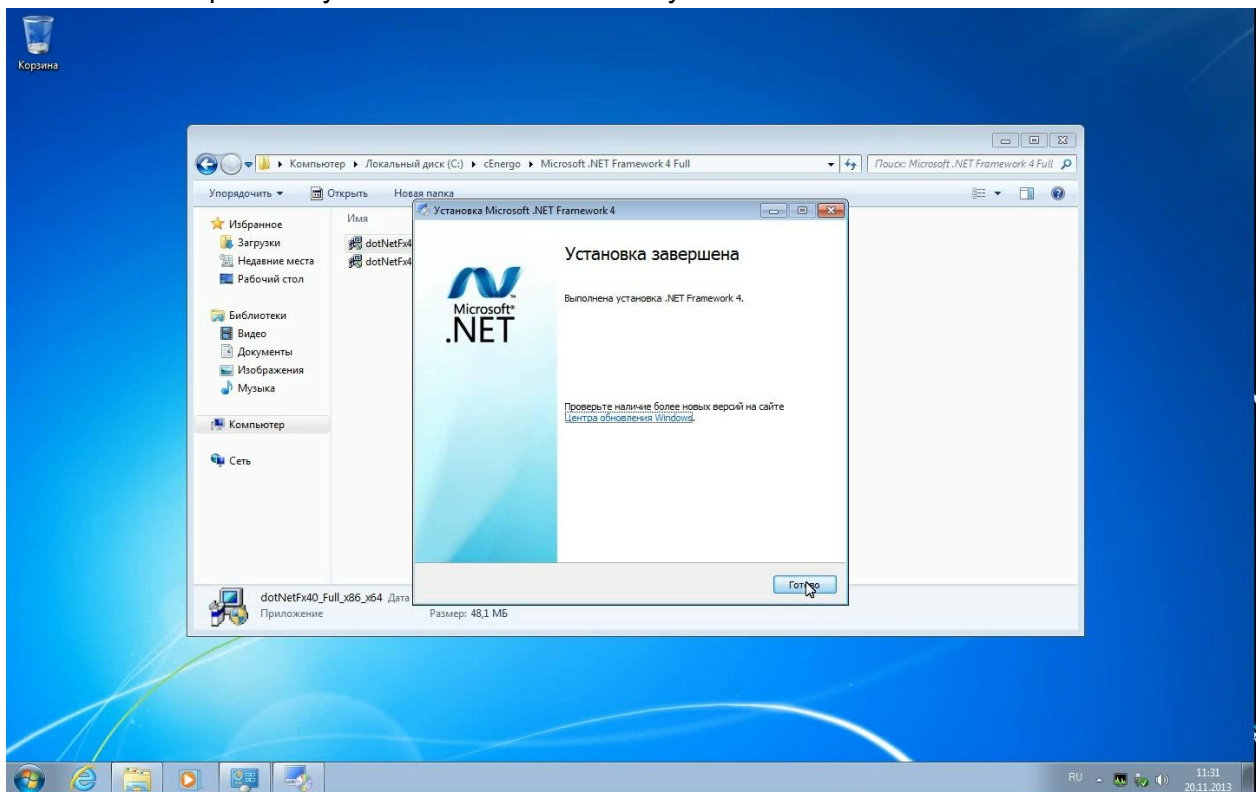 Корзина
Компьютер Локальный диск (C:) cEnergo Microsoft .NET Framework 4 Full
Поиск: Microsoft .NET Framework 4 Full
Упорядочить Открыть Новая папка
Избранное
Загрузки
Недавние места
Рабочий стол
Библиотеки
Видео
Документы
Изображения
Музыка
Компьютер
Сеть
Имя
dotNetFx4
dotNetFx4
Установка Microsoft .NET Framework 4
Microsoft
.NET
Установка завершена
Выполнена установка .NET Framework 4.
Проверьте наличие более новых версий на сайте
Центра обновления Windows.
Готово
dotNetFx40_Full_x86_x64 Дата
Приложение Размер: 48,1 МБ
RU
11:31
20.11.2013